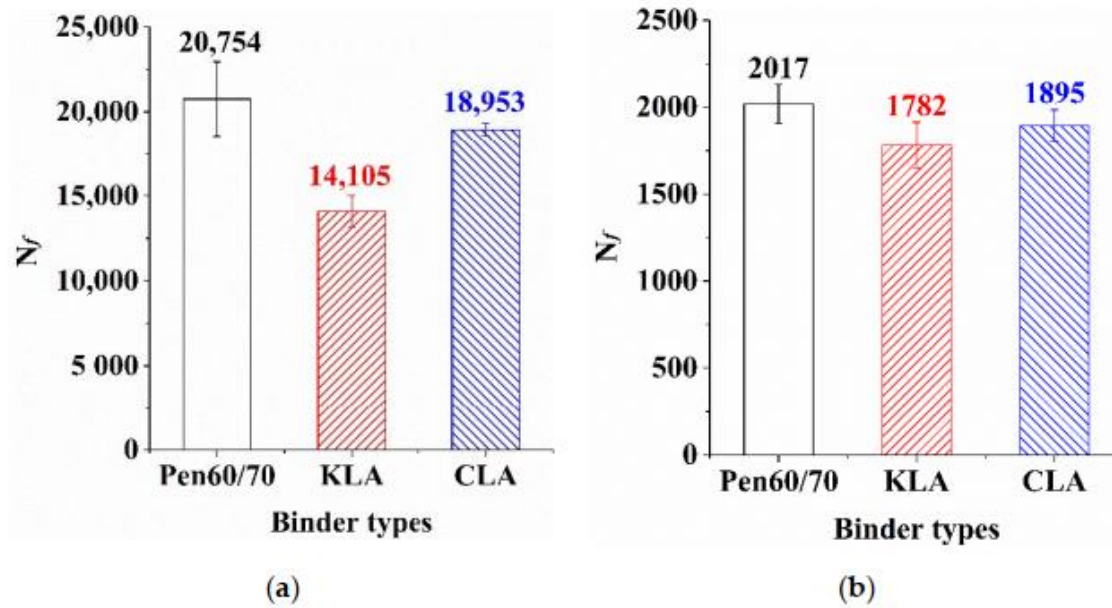 25,000
20,000
15,000
10,000
5 000
0
Nf
20,754
14,105
18,953
Pen60/70 KLA CLA
Binder types
(a)
2500
2000
1500
1000
500
0
Nf
2017
1782
1895
Pen60/70 KLA CLA
Binder types
(b)